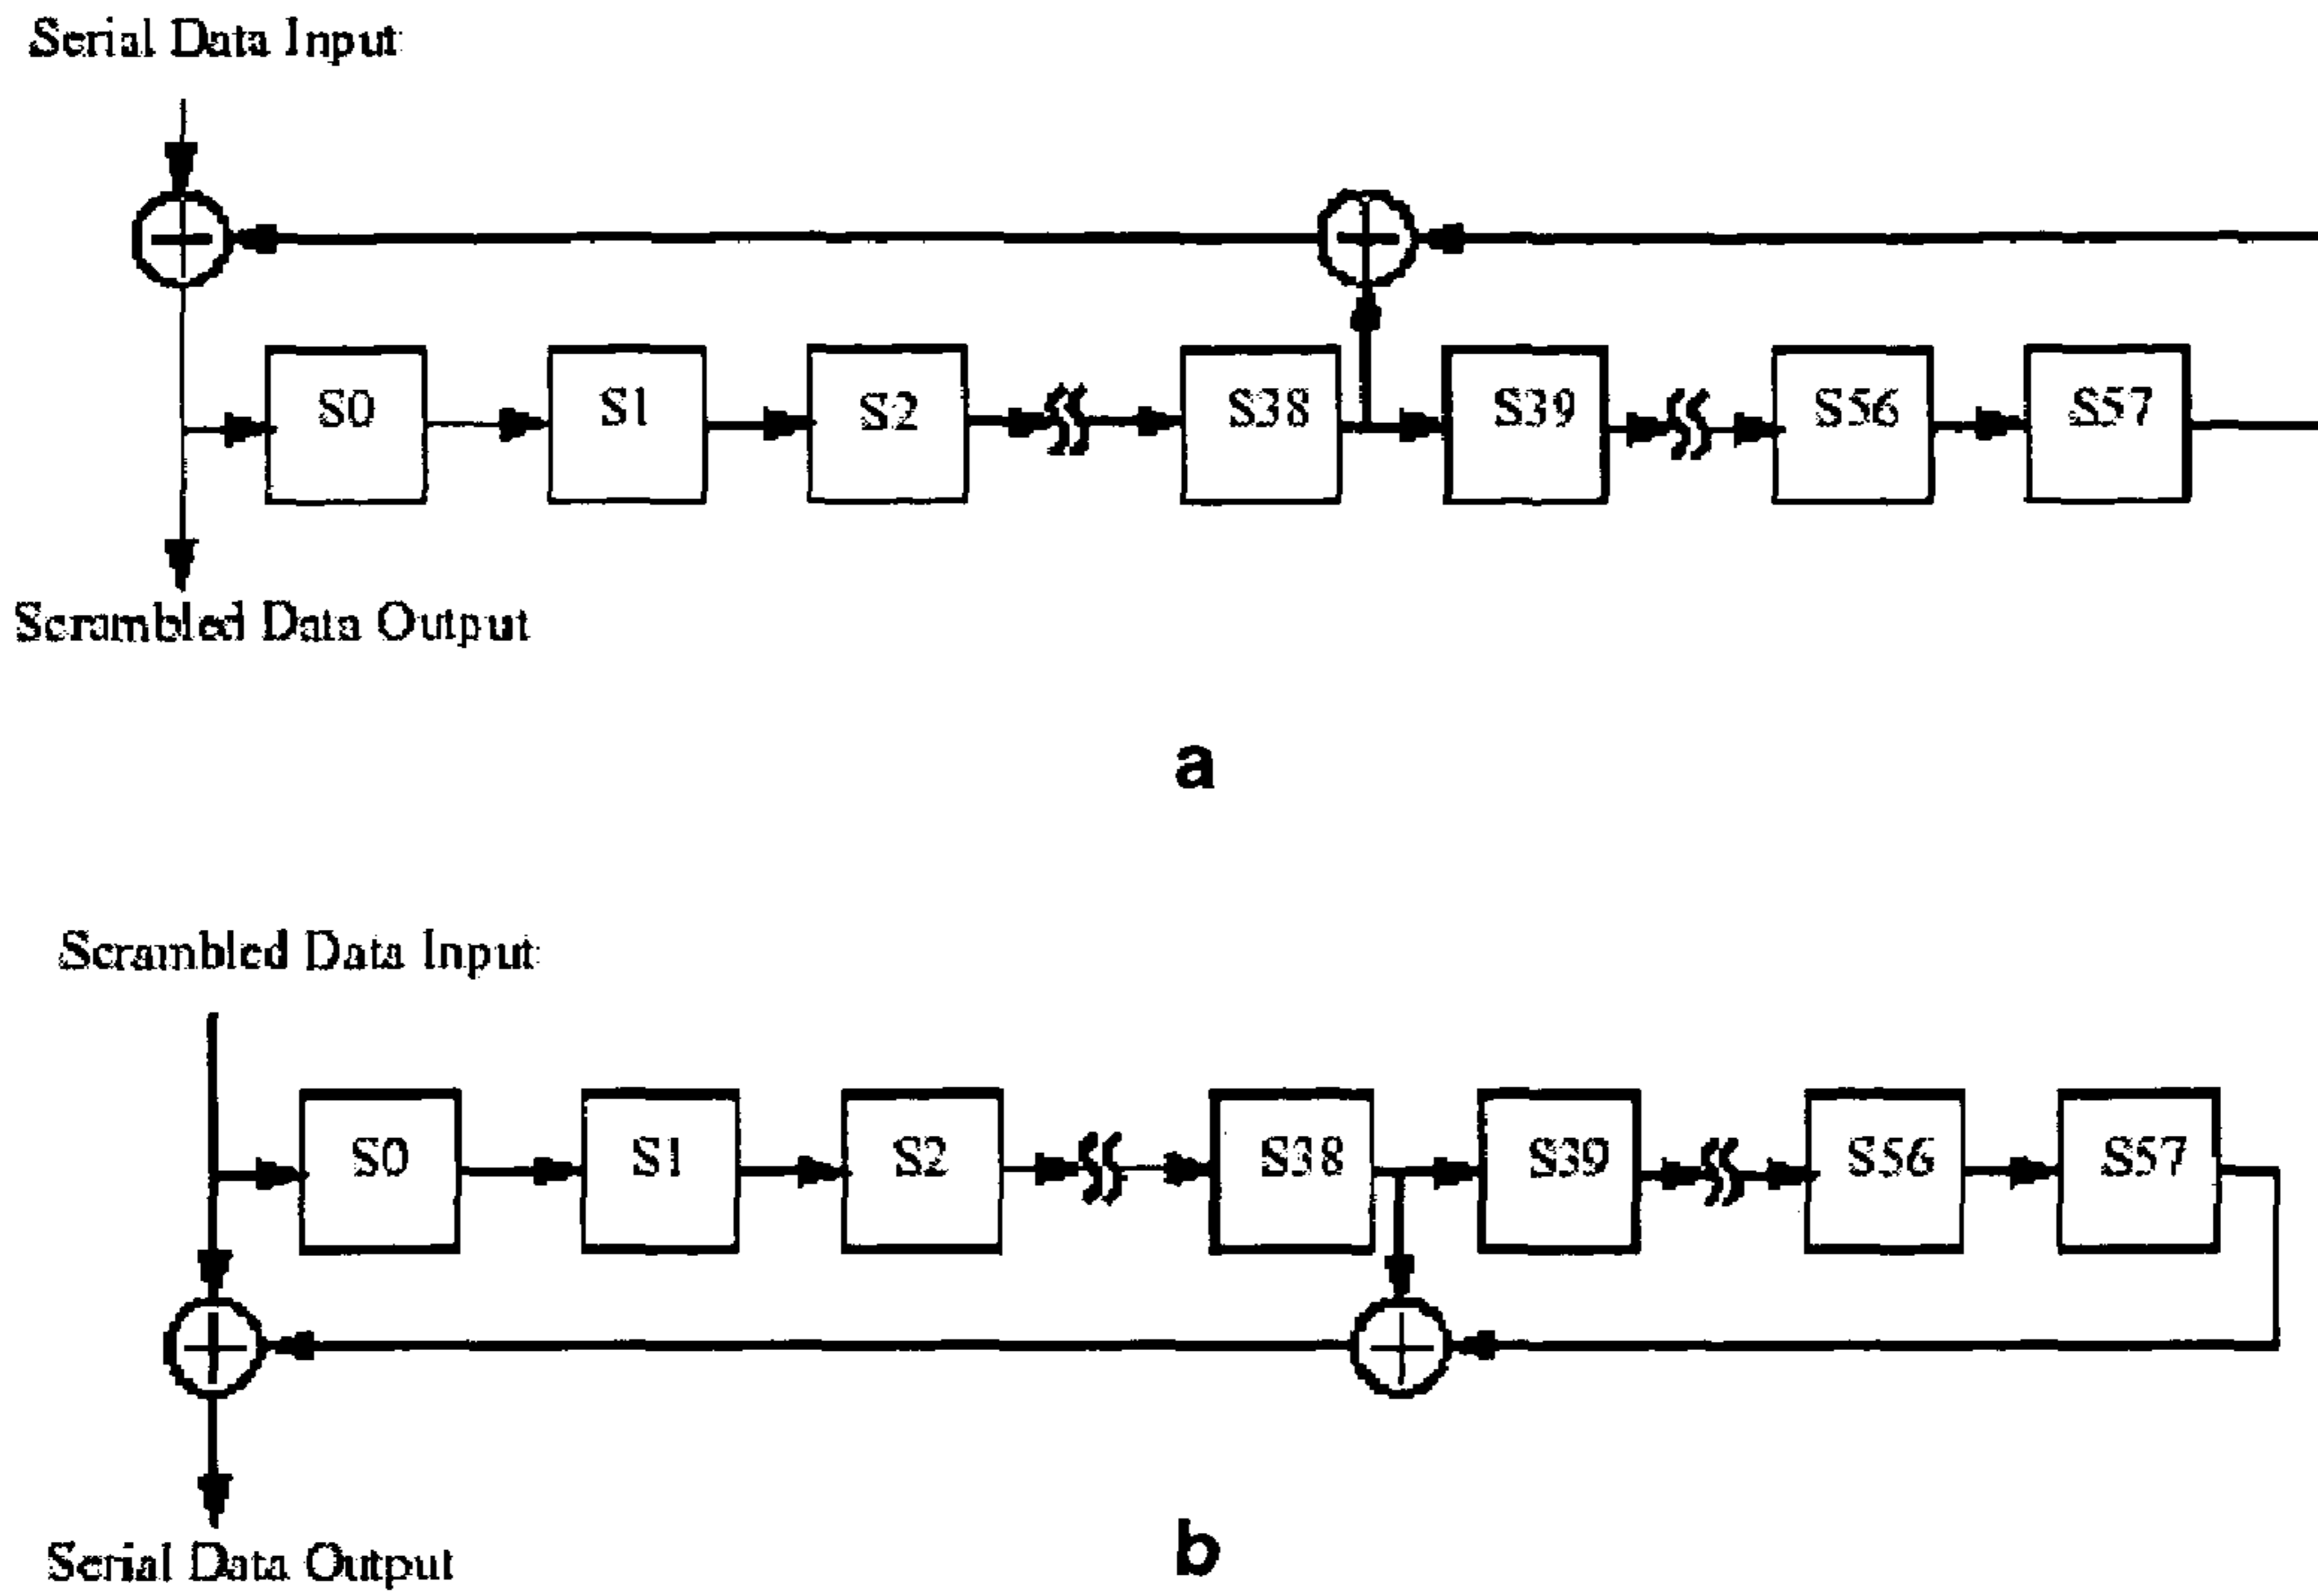 Serial Data Input
S0 S1 S2 S38 S39 S56 S57
Scrambled Data Output
a
Scrambled Data Input
S0 S1 S2 S38 S39 S56 S57
Serial Data Output
b